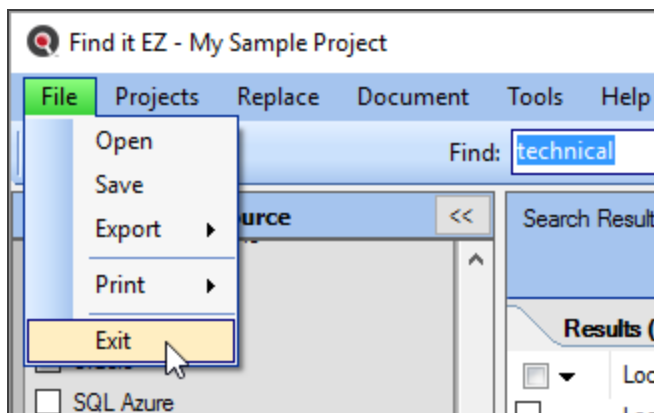 Find it EZ - My Sample Project
File Projects Replace Document Tools Help
Open
Find: technical
Save
<<
Search Result
Export
Print
Results (
Exit
SQL Azure